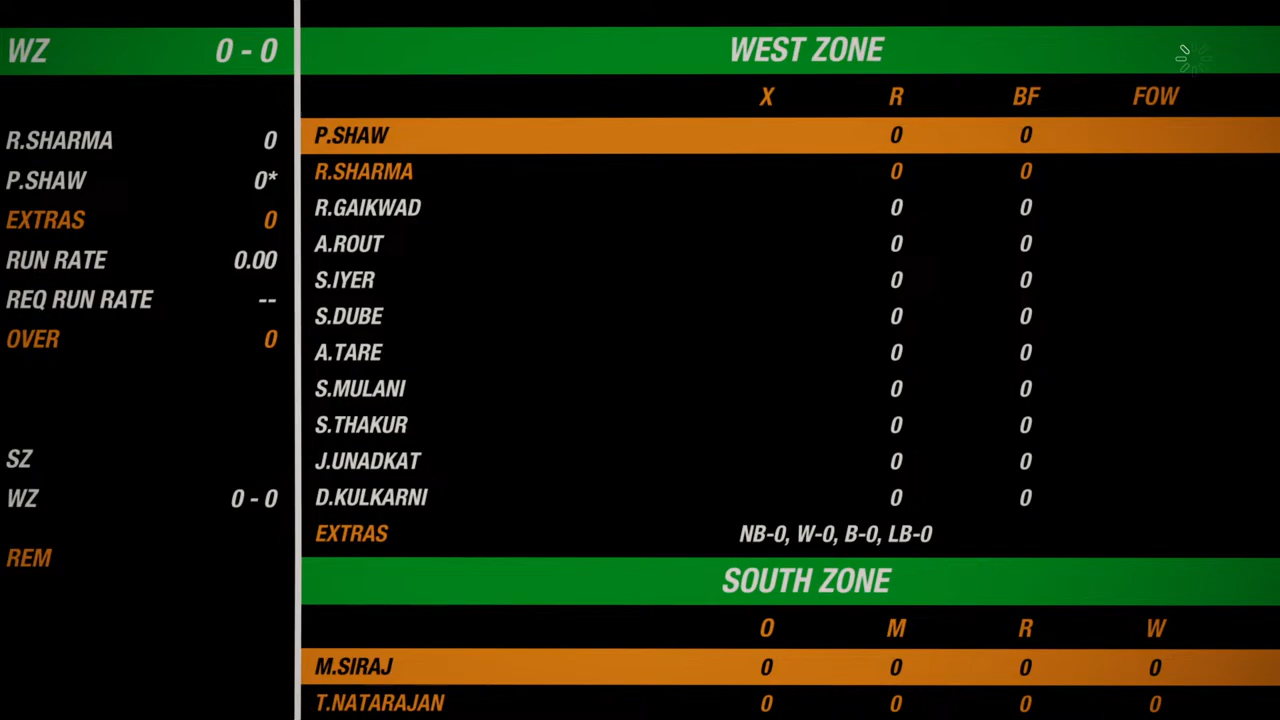 WZ 0 - 0
R.SHARMA 0
P.SHAW 0*
EXTRAS 0
RUN RATE 0.00
REQ RUN RATE --
OVER 0
SZ
WZ 0 - 0
REM
WEST ZONE
X R BF FOW
P.SHAW 0 0
R.SHARMA 0 0
R.GAIKWAD 0 0
A.ROUT 0 0
S.IYER 0 0
S.DUBE 0 0
A.TARE 0 0
S.MULANI 0 0
S.THAKUR 0 0
J.UNADKAT 0 0
D.KULKARNI 0 0
EXTRAS NB-0, W-0, B-0, LB-0
SOUTH ZONE
O M R W
M.SIRAJ 0 0 0 0
T.NATARAJAN 0 0 0 0